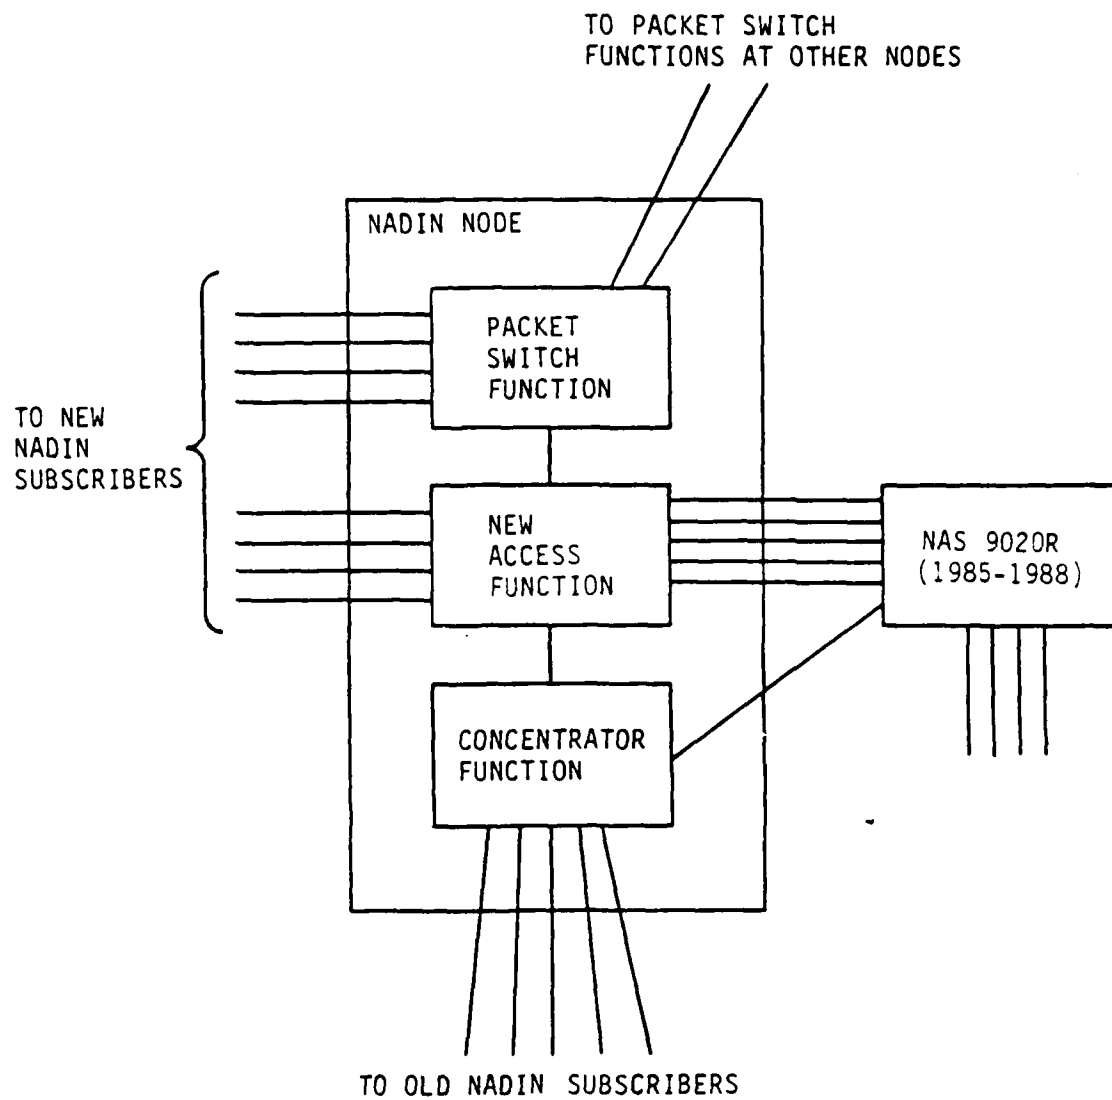 TO PACKET SWITCH
FUNCTIONS AT OTHER NODES
NADIN NODE
PACKET
SWITCH
FUNCTION
TO NEW
NADIN
SUBSCRIBERS
NEW
ACCESS
FUNCTION
NAS 9020R
(1985-1988)
CONCENTRATOR
FUNCTION
TO OLD NADIN SUBSCRIBERS